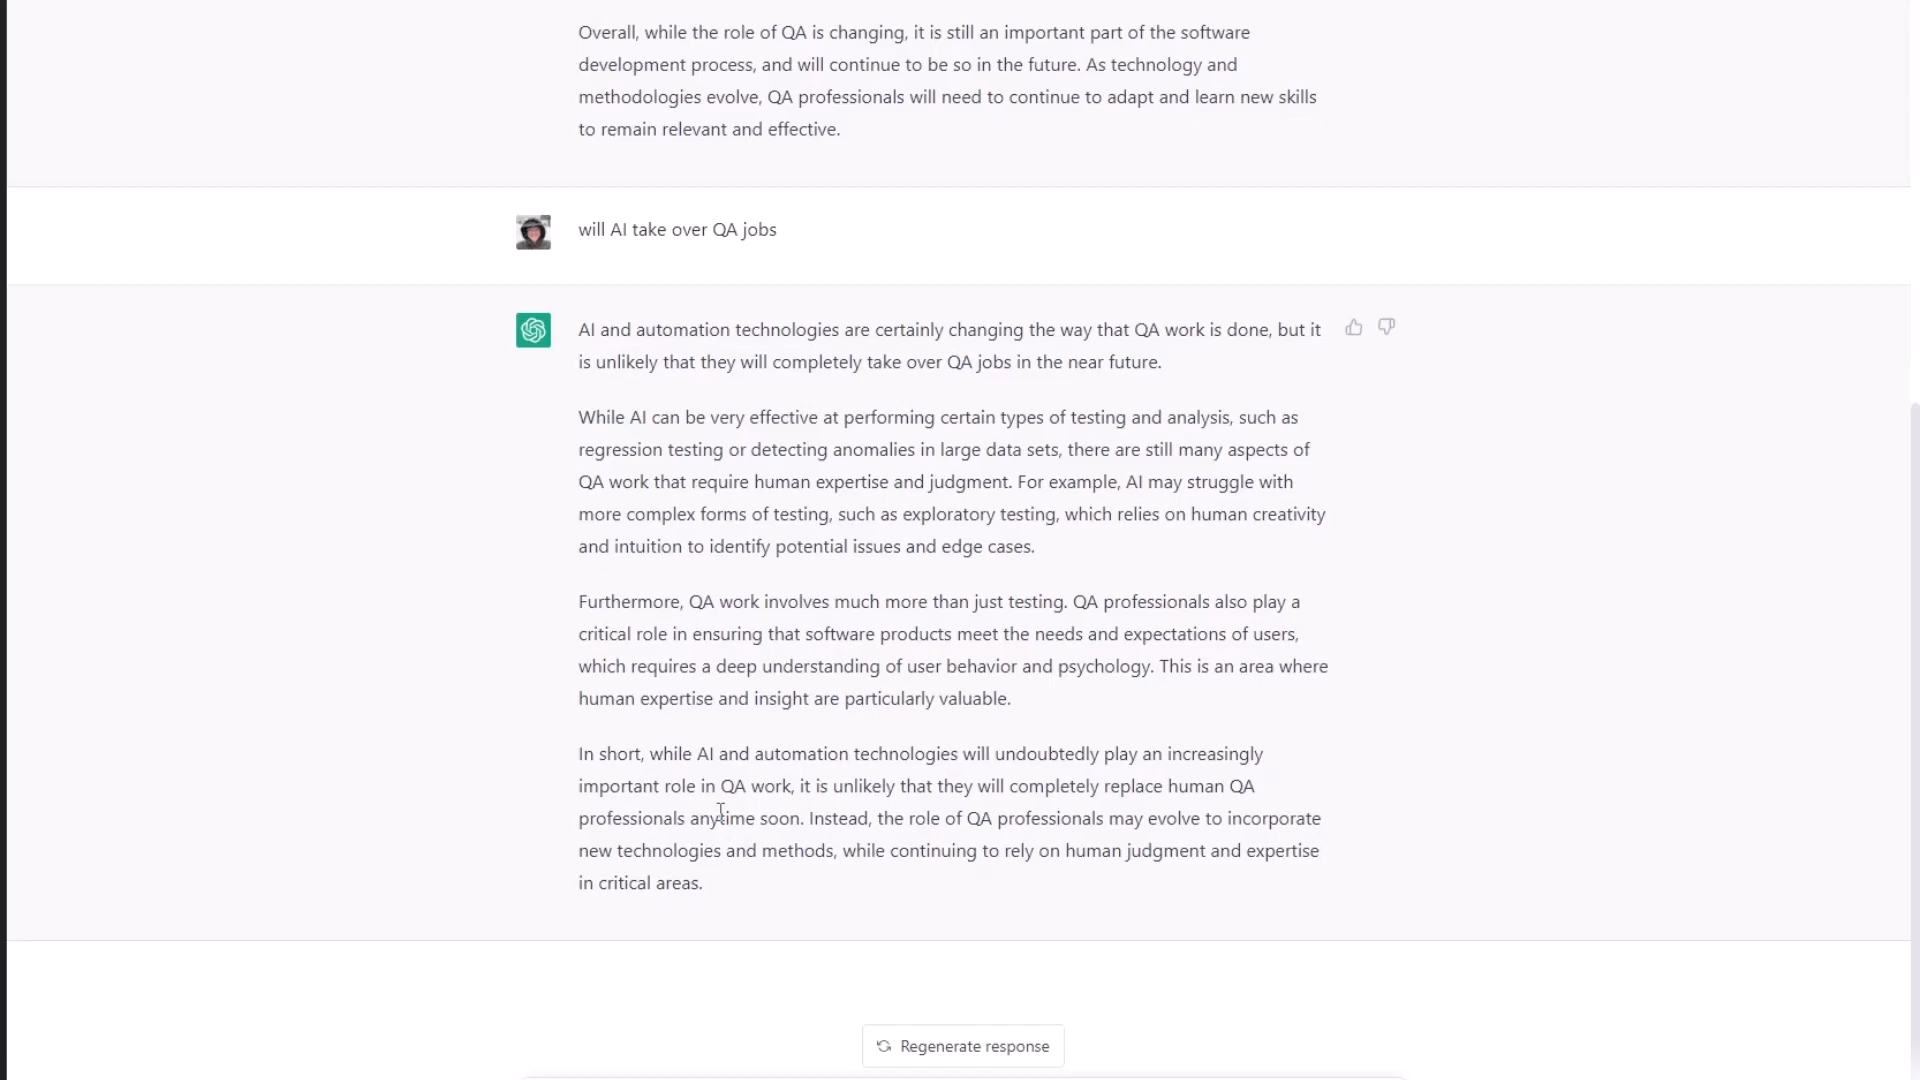 Overall, while the role of QA is changing, it is still an important part of the software
development process, and will continue to be so in the future. As technology and
methodologies evolve, QA professionals will need to continue to adapt and learn new skills
to remain relevant and effective.
will AI take over QA jobs
AI and automation technologies are certainly changing the way that QA work is done, but it
is unlikely that they will completely take over QA jobs in the near future.
While AI can be very effective at performing certain types of testing and analysis, such as
regression testing or detecting anomalies in large data sets, there are still many aspects of
QA work that require human expertise and judgment. For example, AI may struggle with
more complex forms of testing, such as exploratory testing, which relies on human creativity
and intuition to identify potential issues and edge cases.
Furthermore, QA work involves much more than just testing. QA professionals also play a
critical role in ensuring that software products meet the needs and expectations of users,
which requires a deep understanding of user behavior and psychology. This is an area where
human expertise and insight are particularly valuable.
In short, while AI and automation technologies will undoubtedly play an increasingly
important role in QA work, it is unlikely that they will completely replace human QA
professionals anytime soon. Instead, the role of QA professionals may evolve to incorporate
new technologies and methods, while continuing to rely on human judgment and expertise
in critical areas.
Regenerate response